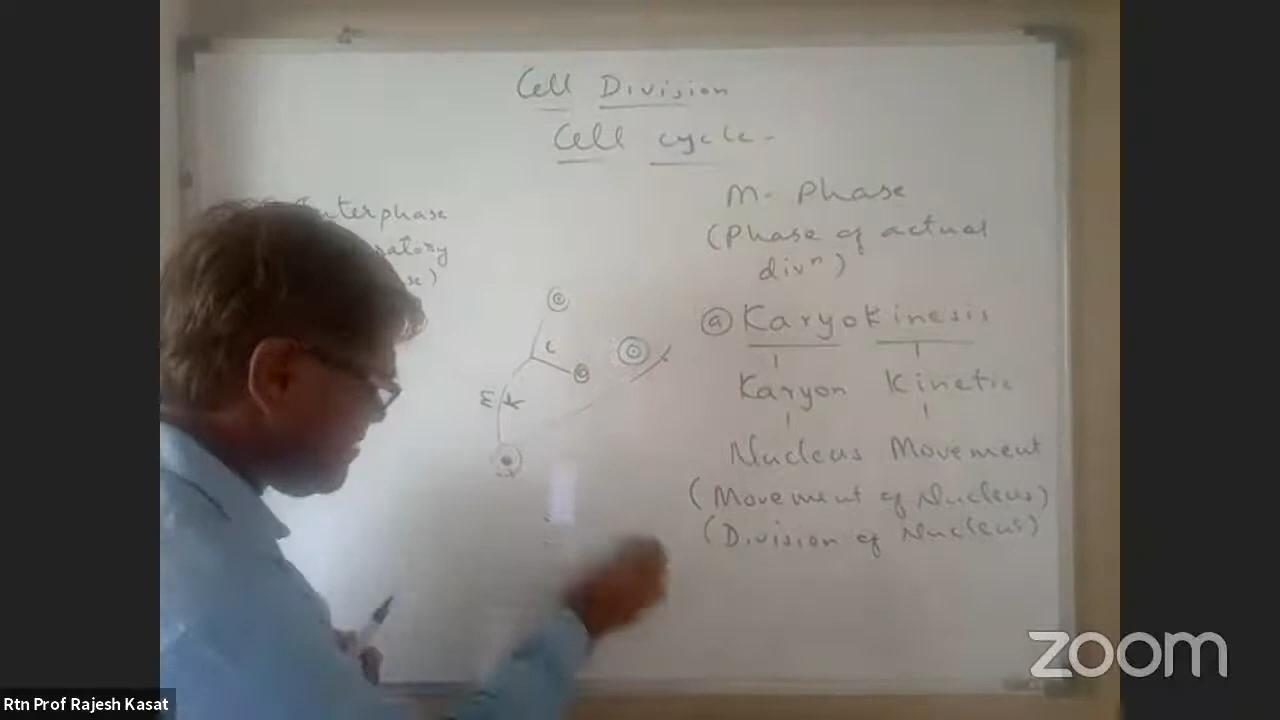 Cell Division
Cell cycle -
Interphase
M- Phase
(Phase of actual
divⁿ)
ⓐ KaryoKinesis
Karyon Kinetic
Nucleus Movement
(Movement of Nucleus)
(Division of Nucleus)
zoom
Rtn Prof Rajesh Kasat